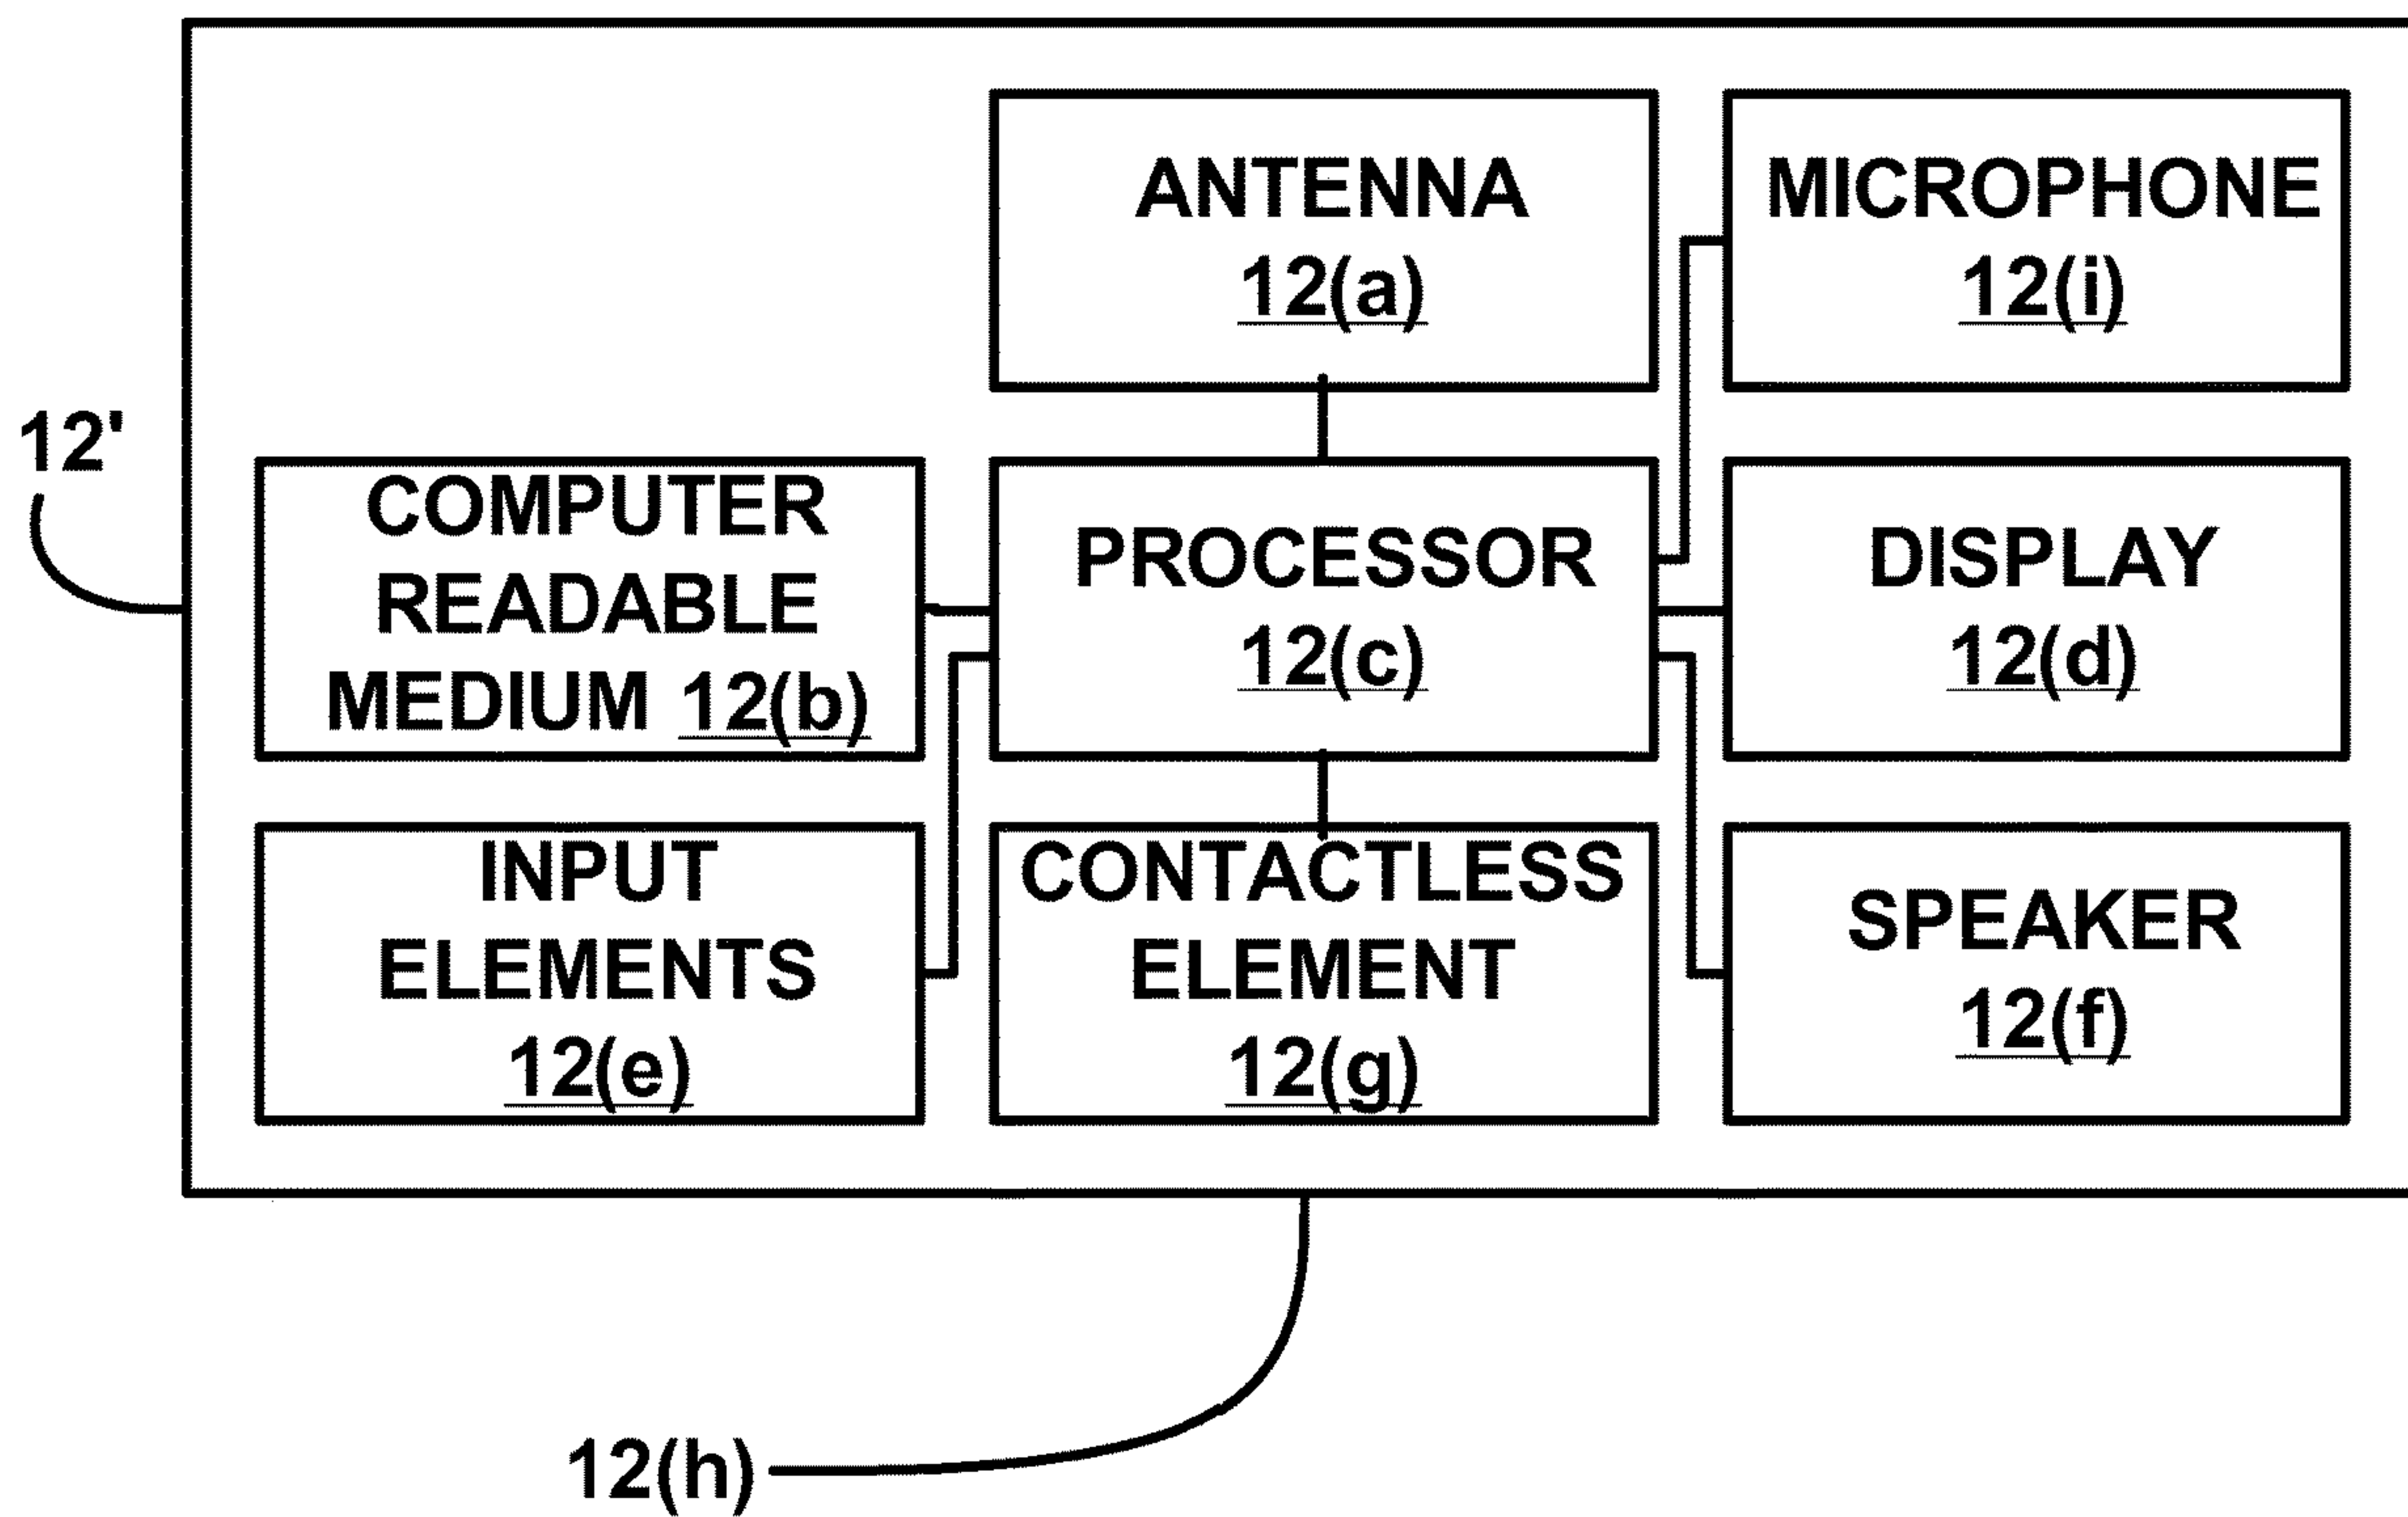 ANTENNA
12(a)
MICROPHONE
12(i)
12'
COMPUTER
READABLE
MEDIUM 12(b)
PROCESSOR
12(c)
DISPLAY
12(d)
INPUT
ELEMENTS
12(e)
CONTACTLESS
ELEMENT
12(g)
SPEAKER
12(f)
12(h)